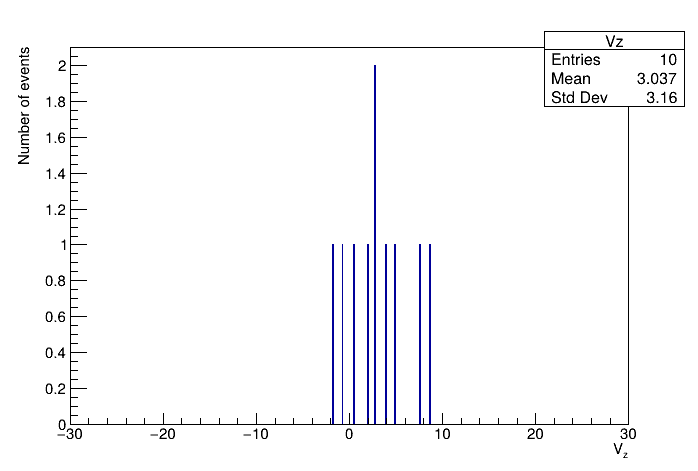 Vz
Entries 10
Mean 3.037
Std Dev 3.16
Number of events
2
1.8
1.6
1.4
1.2
1
0.8
0.6
0.4
0.2
0
−30 −20 −10 0 10 20 30
Vz